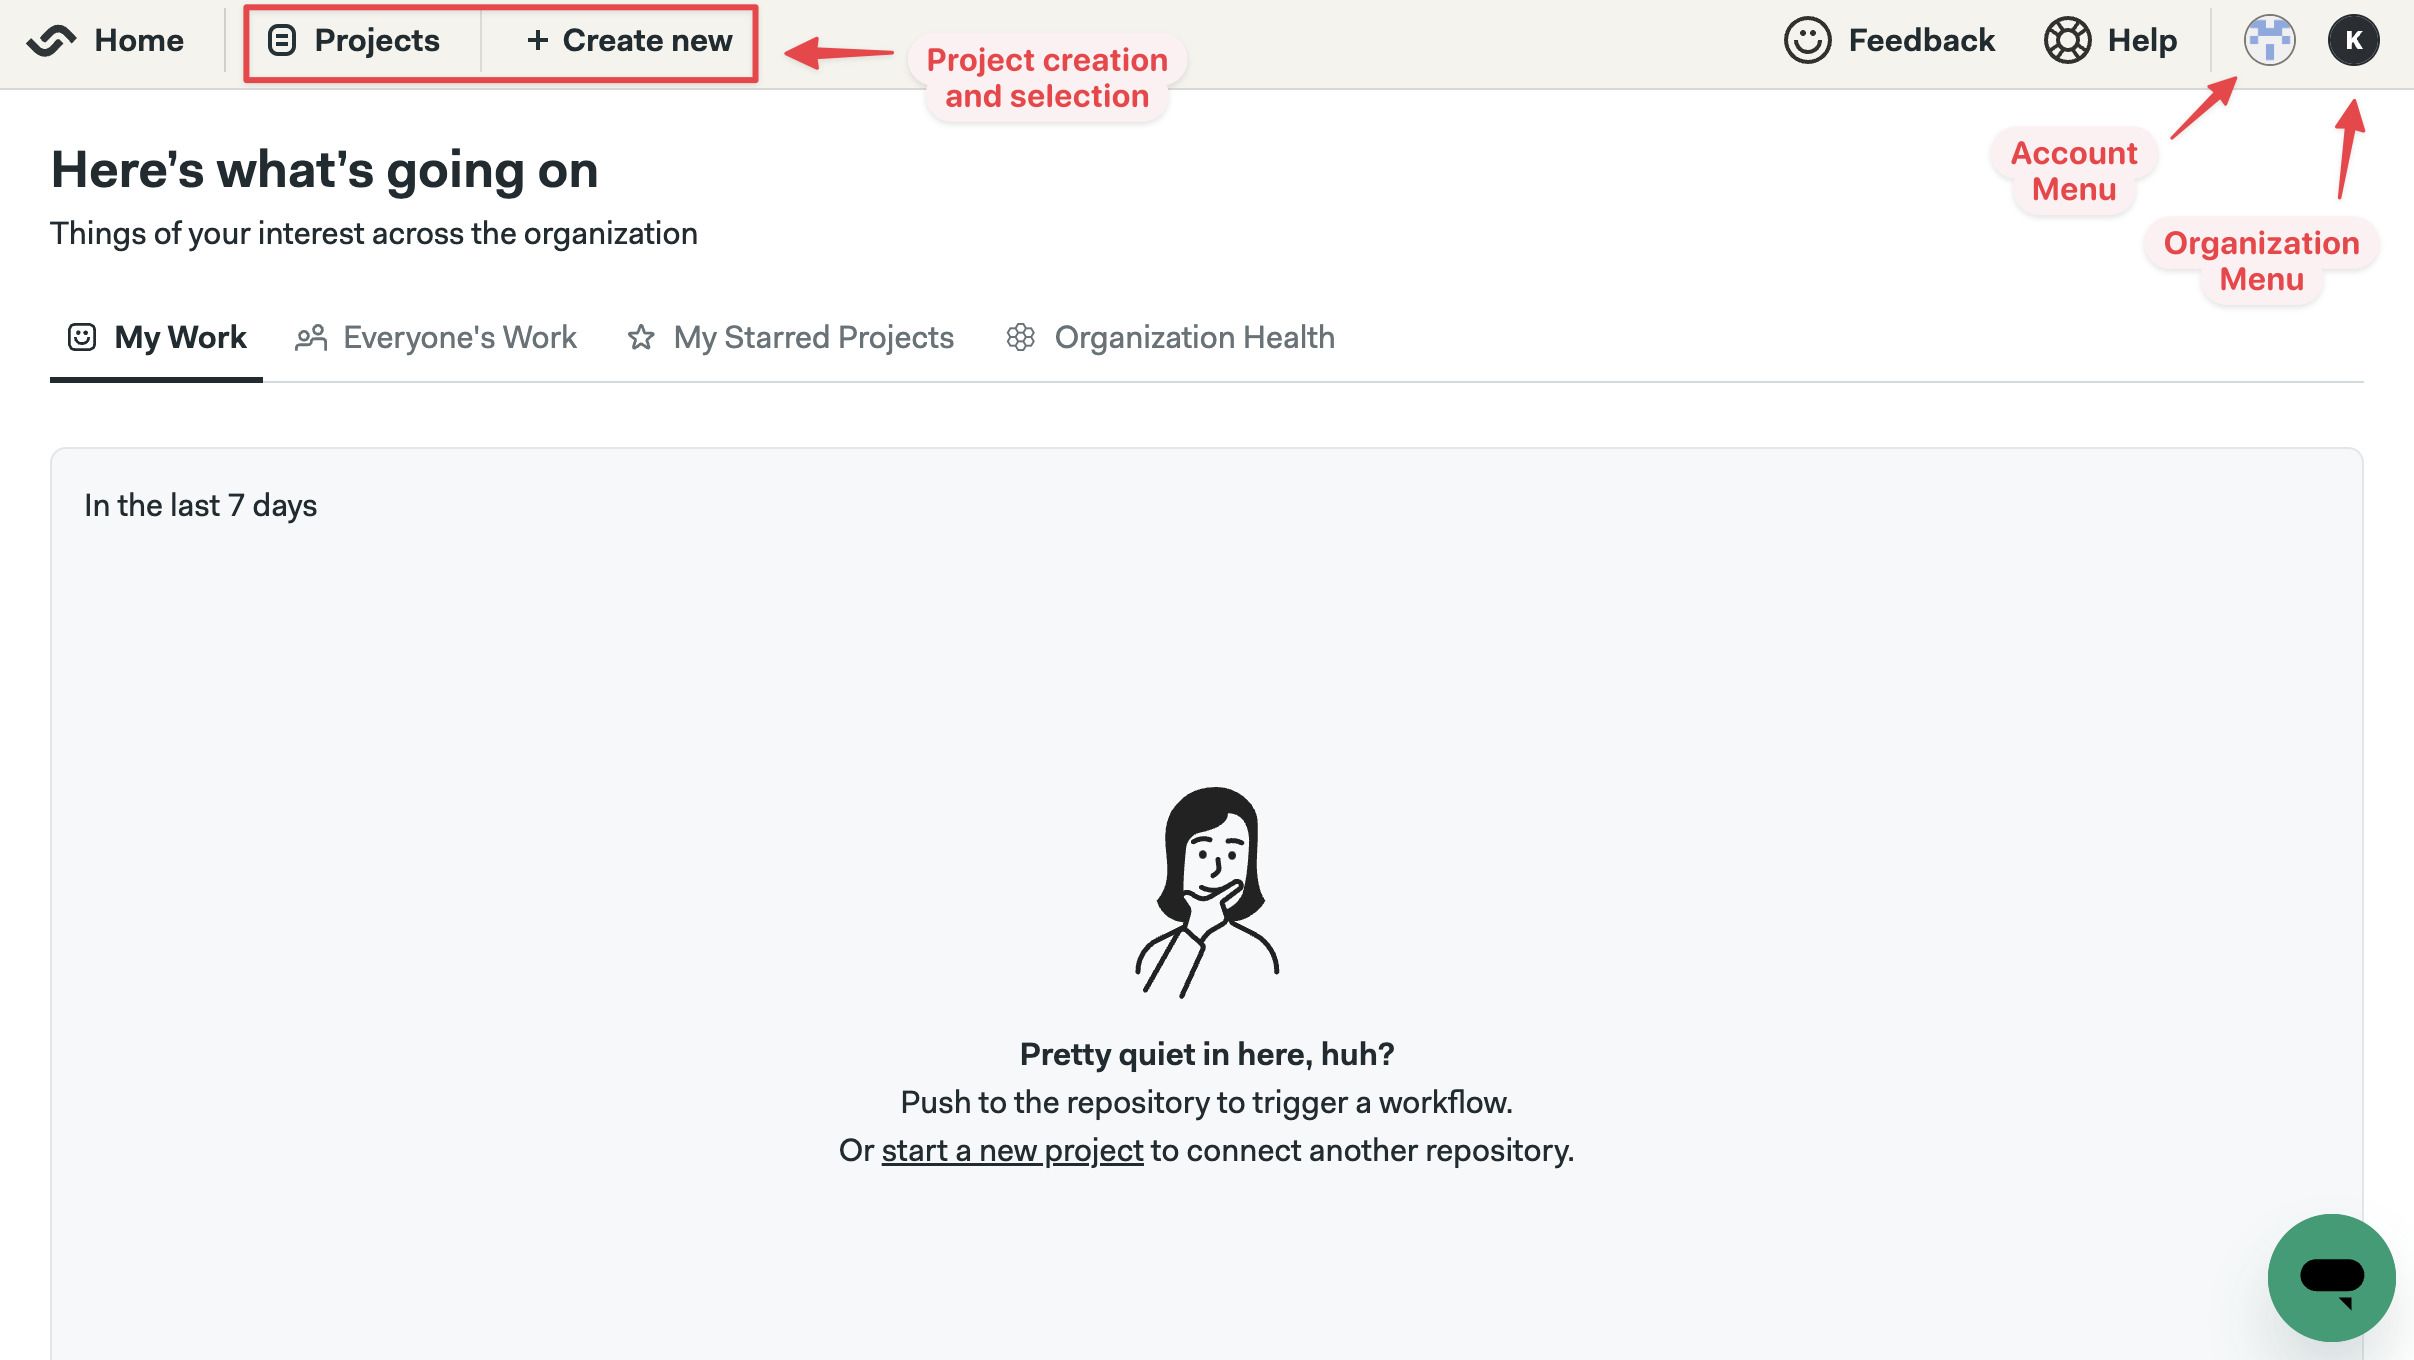 Home
Projects
+ Create new
Project creation
and selection
Feedback
Help
K
Account
Menu
Organization
Menu
Here’s what’s going on
Things of your interest across the organization
My Work
Everyone's Work
My Starred Projects
Organization Health
In the last 7 days
Pretty quiet in here, huh?
Push to the repository to trigger a workflow.
Or start a new project to connect another repository.